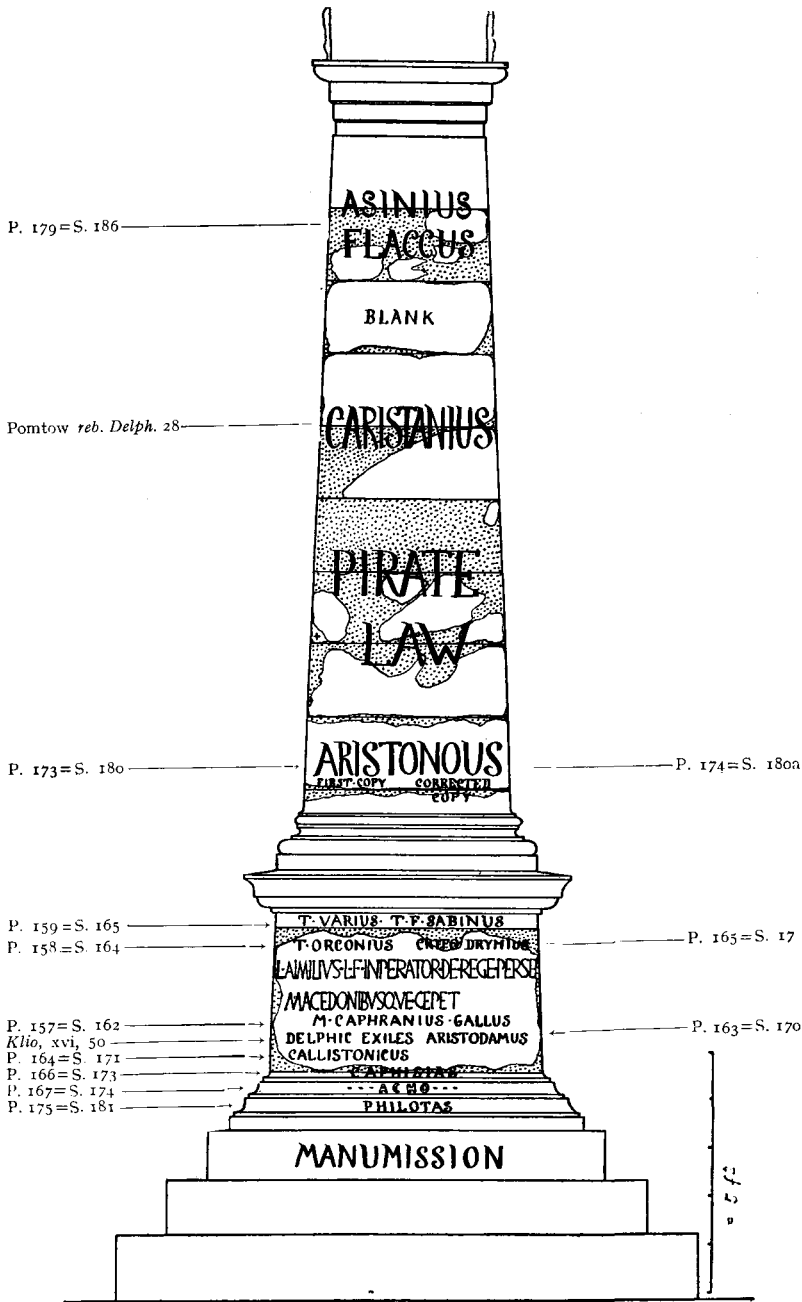 ASINIUS
P. 179=S. 186
FLACCUS
BLANK
Pomtow reb. Delph. 28 CARISTANIUS
PIRATE
LAW
P. 173=S. 180 ARISTONOUS P. 174=S. 180a
FIRST·COPY CORRECTED
COPY
P. 159=S. 165 T·VARIUS· T·F·SABINUS
P. 158=S. 164 T·ORCONIUS DRYMIUS P. 165=S. 17
L·AIMILIVS·L·F·INPERATOR·DE·REGE·PERSE
MACEDONIBVSQVE·CEPET
P. 157=S. 162 M·CAPHRANIUS·GALLUS P. 163=S. 170
Klio, xvi, 50 DELPHIC EXILES ARISTODAMUS
P. 164=S. 171 CALLISTONICUS
P. 166=S. 173
P. 167=S. 174
P. 175=S. 181 PHILOTAS
MANUMISSION
= 5 ft